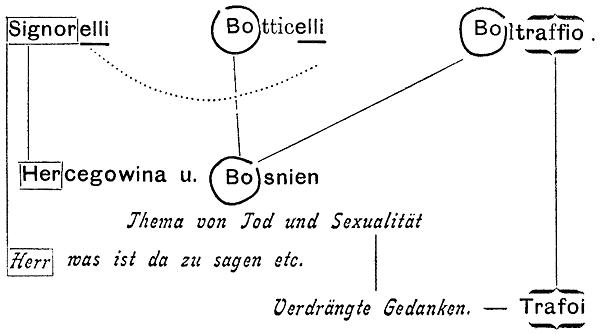 Signorelli Botticelli Boltraffio .
Hercegowina u. Bosnien
Thema von Tod und Sexualität
Herr was ist da zu sagen etc.
Verdrängte Gedanken. — Trafoi